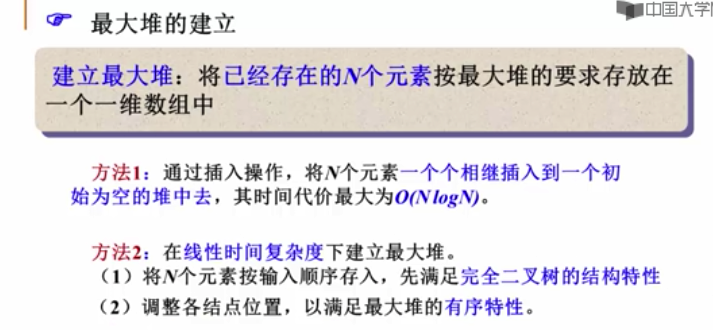 中国大学
☞ 最大堆的建立
建立最大堆：将已经存在的N个元素按最大堆的要求存放在
一个一维数组中
方法1：通过插入操作，将N个元素一个个相继插入到一个初
始为空的堆中去，其时间代价最大为O(N logN)。
方法2：在线性时间复杂度下建立最大堆。
（1）将N个元素按输入顺序存入，先满足完全二叉树的结构特性
（2）调整各结点位置，以满足最大堆的有序特性。